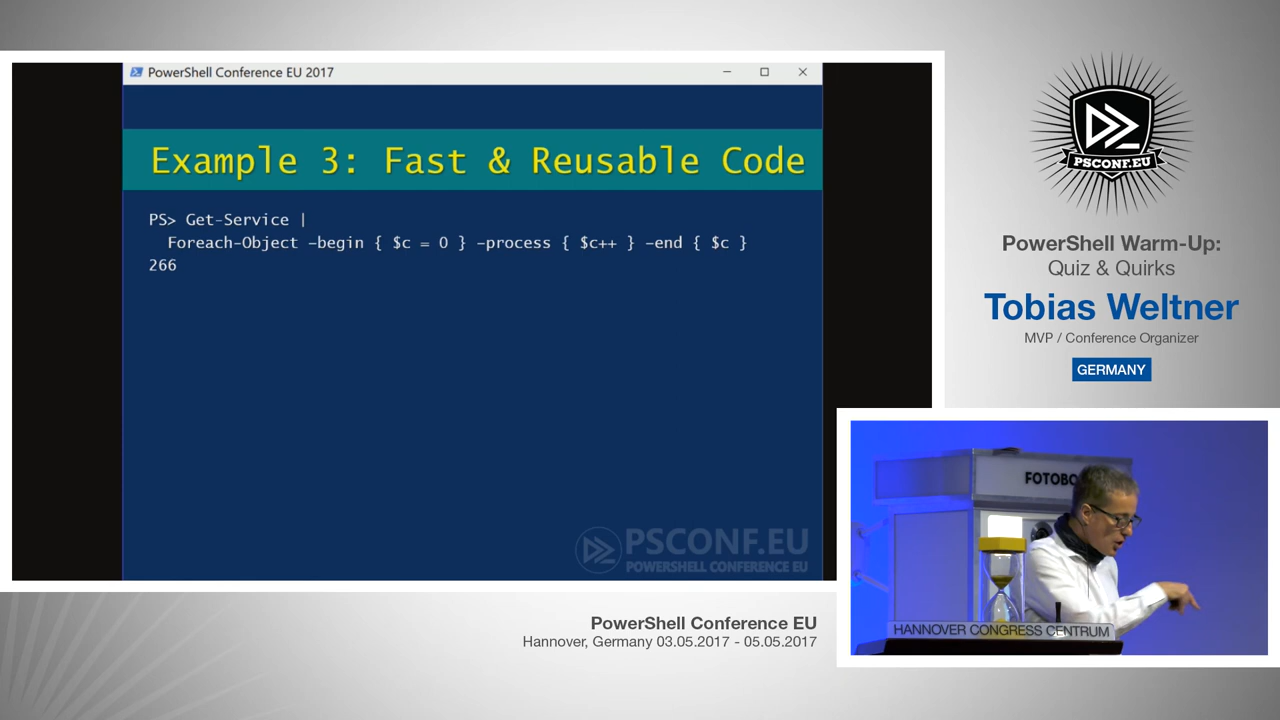 PowerShell Conference EU 2017
Example 3: Fast & Reusable Code
PS> Get-Service |
Foreach-Object –begin { $c = 0 } –process { $c++ } –end { $c }
266
PSCONF.EU
POWERSHELL CONFERENCE EU
PSCONF.EU
PowerShell Warm-Up:
Quiz & Quirks
Tobias Weltner
MVP / Conference Organizer
GERMANY
FOTOBO
HANNOVER CONGRESS CENTRUM
PowerShell Conference EU
Hannover, Germany 03.05.2017 - 05.05.2017